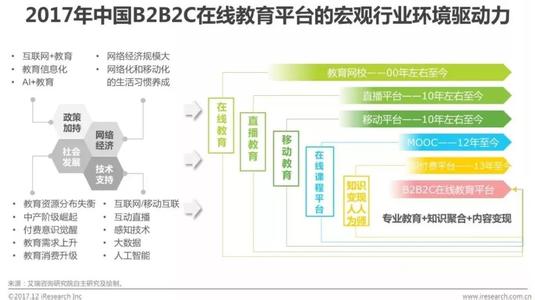 2017年中国B2B2C在线教育平台的宏观行业环境驱动力
• 互联网+教育
• 教育信息化
• AI+教育
• 网络经济规模大
• 网络化和移动化的生活习惯养成
政策加持
网络经济
社会发展
技术支持
• 教育资源分布失衡
• 中产阶级崛起
• 付费意识觉醒
• 教育需求上升
• 教育消费升级
• 互联网/移动互联
• 互动直播
• 感知技术
• 大数据
• 人工智能
在线教育
直播教育
移动教育
在线课程平台
知识变现人人为师
教育网校——00年左右至今
直播平台——10年左右至今
移动平台——10年左右至今
MOOC——12年至今
付费平台——13年至今
B2B2C在线教育平台
专业教育+知识聚合+内容变现
来源：艾瑞咨询研究院自主研究及绘制。
©2017.12 iResearch Inc
www.iresearch.com.cn